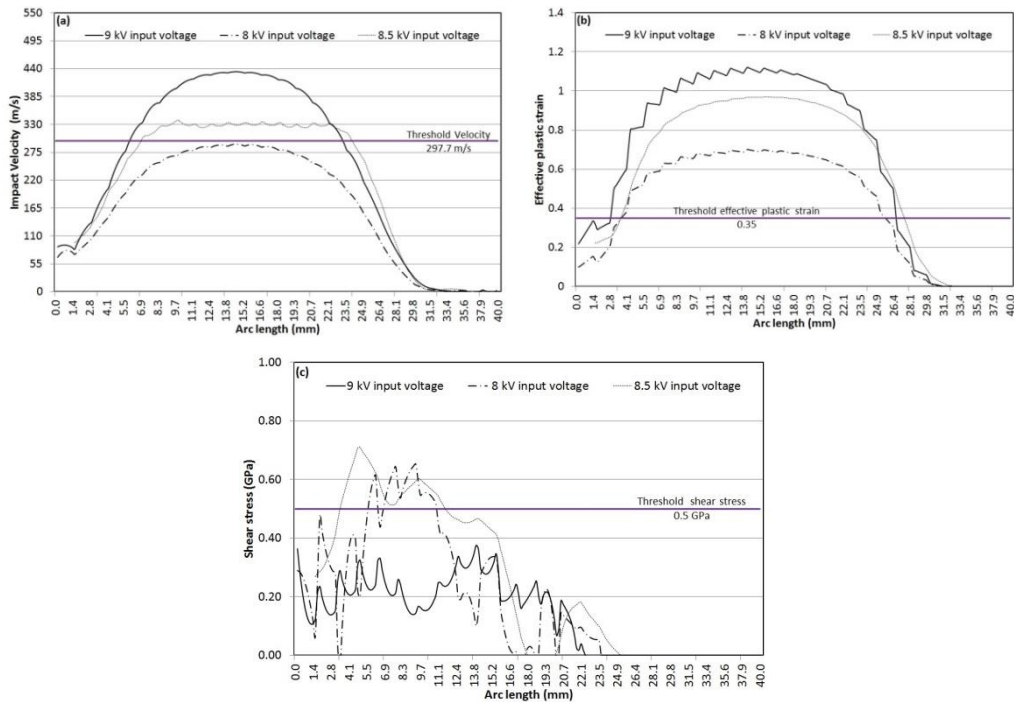 (a)
9 kV input voltage 8 kV input voltage 8.5 kV input voltage
550
495
440
385
330
275
220
165
110
55
0
Impact Velocity (m/s)
Threshold Velocity
297.7 m/s
0.0 1.4 2.8 4.1 5.5 6.9 8.3 9.7 11.1 12.4 13.8 15.2 16.6 18.0 19.3 20.7 22.1 23.5 24.9 26.3 28.1 29.8 31.5 33.5 35.6 37.9 40.0
Arc length (mm)
(b)
9 kV input voltage 8 kV input voltage 8.5 kV input voltage
1.4
1.2
1
0.8
0.6
0.4
0.2
0
Effective plastic strain
Threshold effective plastic strain
0.35
0.0 1.4 2.8 4.1 5.5 6.9 8.3 9.7 11.1 12.4 13.8 15.2 16.6 18.0 19.3 20.7 22.1 23.5 24.9 26.4 28.1 29.8 31.5 33.4 35.6 37.9 40.0
Arc length (mm)
(c)
9 kV input voltage 8 kV input voltage 8.5 kV input voltage
1.00
0.80
0.60
0.40
0.20
0.00
Shear stress (GPa)
Threshold shear stress
0.5 GPa
0.0 1.4 2.8 4.1 5.5 6.9 8.3 9.7 11.1 12.4 13.8 15.2 16.6 18.0 19.3 20.7 22.1 23.5 24.9 26.4 28.1 29.8 31.5 33.4 35.6 37.9 40.0
Arc length (mm)